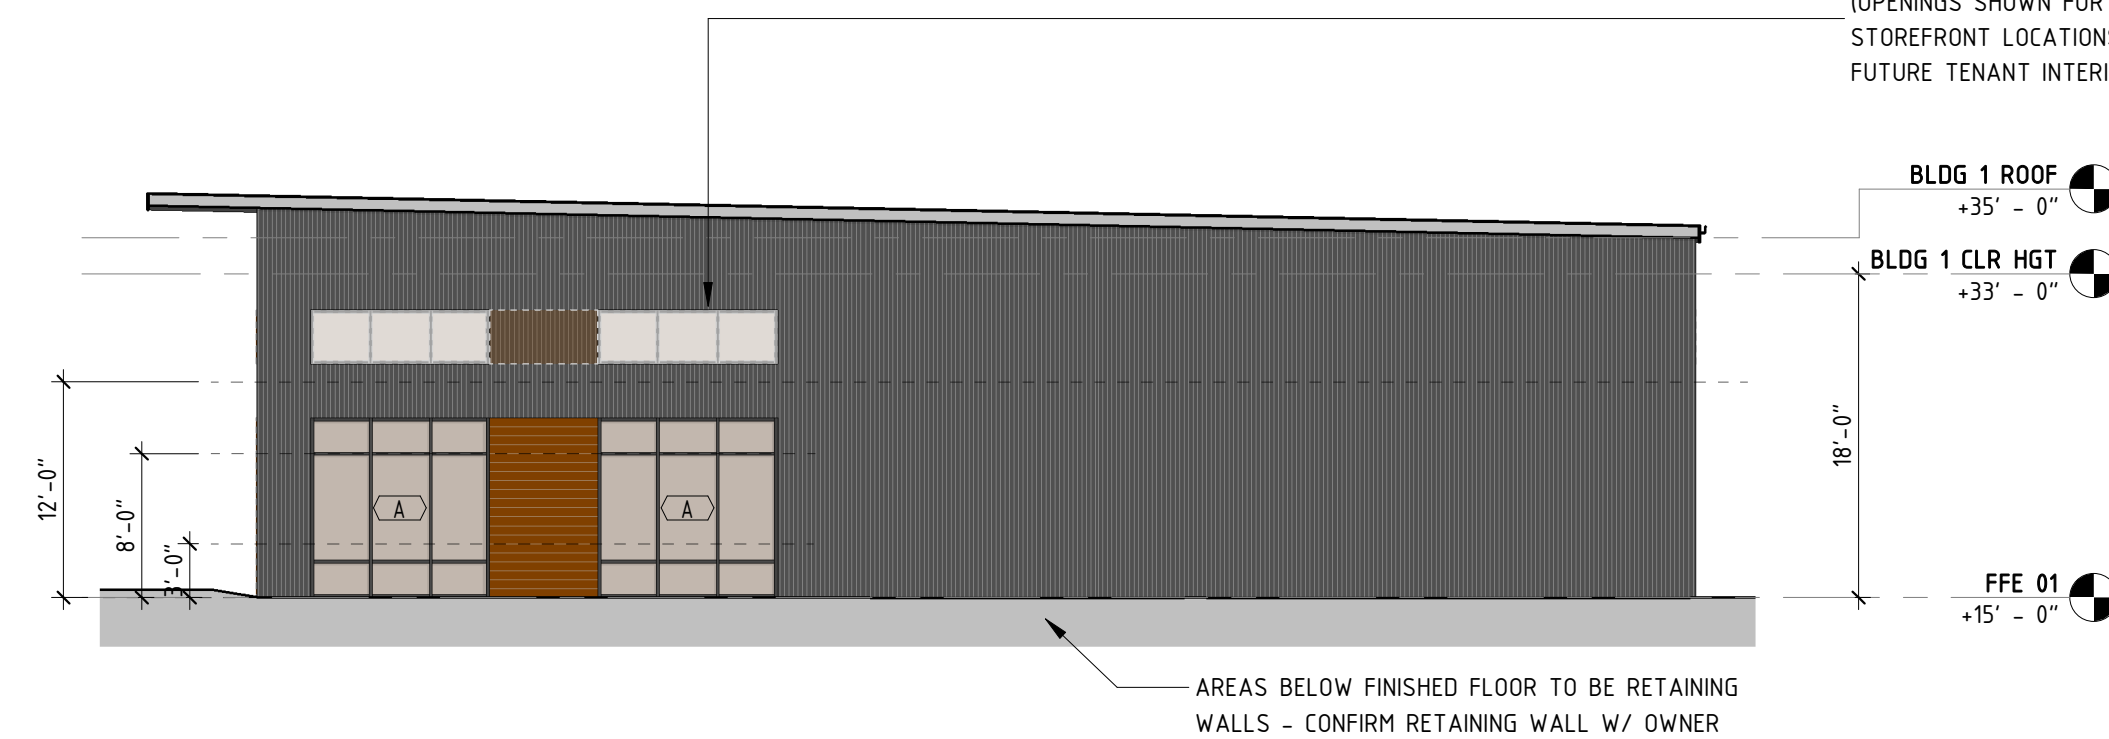 (OPENINGS SHOWN FOR
STOREFRONT LOCATIONS
FUTURE TENANT INTERI
BLDG 1 ROOF
+35' - 0"
BLDG 1 CLR HGT
+33' - 0"
12'-0"
8'-0"
3'-0"
A
A
18'-0"
FFE 01
+15' - 0"
AREAS BELOW FINISHED FLOOR TO BE RETAINING
WALLS - CONFIRM RETAINING WALL W/ OWNER